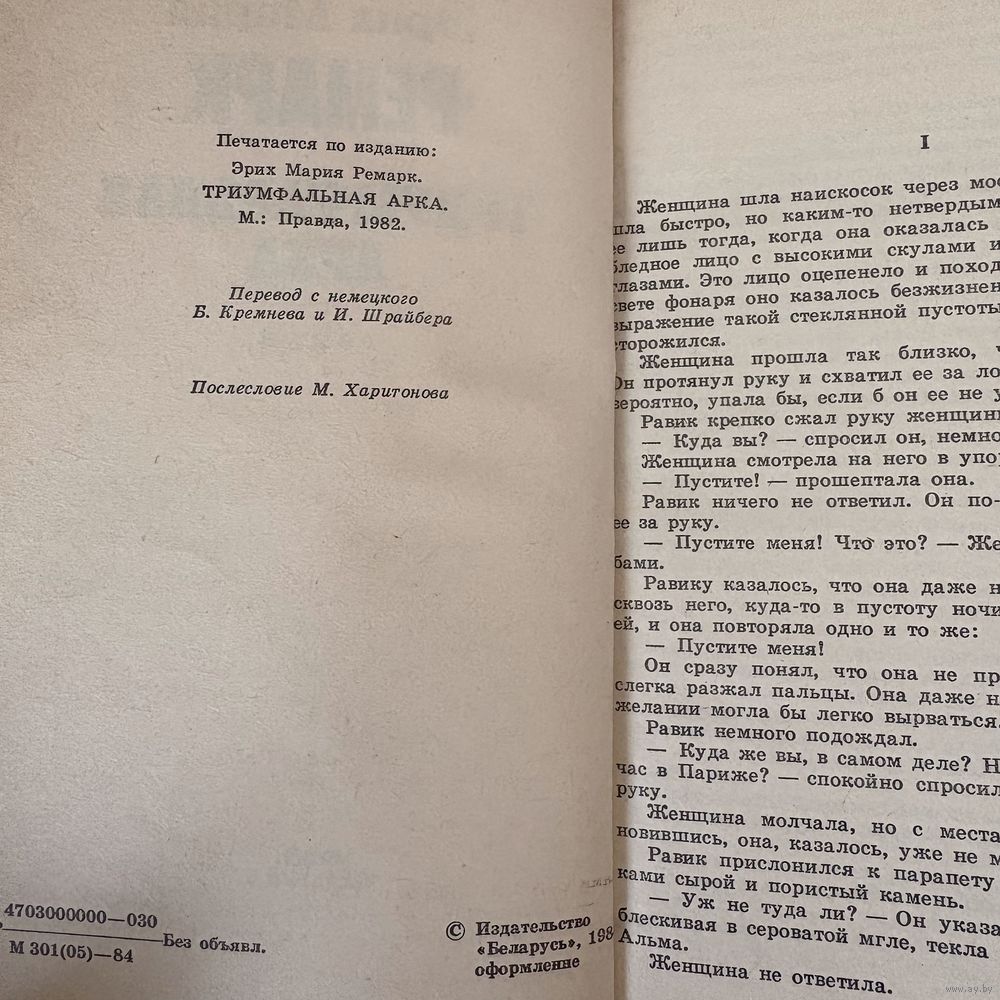 Печатается по изданию:
Эрих Мария Ремарк.
ТРИУМФАЛЬНАЯ АРКА.
М.: Правда, 1982.
Перевод с немецкого
Б. Кремнева и И. Шрайбера
Послесловие М. Харитонова
4703000000—030
М 301(05)—84
Без объявл.
© Издательство
«Беларусь», 198
оформление
I
Женщина шла наискосок через мос
шла быстро, но каким-то нетвердым
ее лишь тогда, когда она оказалась
бледное лицо с высокими скулами и
глазами. Это лицо оцепенело и поход
свете фонаря оно казалось безжизнен
выражение такой стеклянной пустоты
сторожился.
Женщина прошла так близко, ч
Он протянул руку и схватил ее за ло
вероятно, упала бы, если б он ее не у
Равик крепко сжал руку женщин
— Куда вы? — спросил он, немно
Женщина смотрела на него в упор
— Пустите! — прошептала она.
Равик ничего не ответил. Он по-
ее за руку.
— Пустите меня! Что это? — Же
бами.
Равику казалось, что она даже н
сквозь него, куда-то в пустоту ночи
ей, и она повторяла одно и то же:
— Пустите меня!
Он сразу понял, что она не пр
слегка разжал пальцы. Она даже н
желании могла бы легко вырваться.
Равик немного подождал.
— Куда же вы, в самом деле? Н
час в Париже? — спокойно спросил
руку.
Женщина молчала, но с места
новившись, она, казалось, уже не м
Равик прислонился к парапету
ками сырой и пористый камень.
— Уж не туда ли? — Он указа
блескивая в сероватой мгле, текла
Альма.
Женщина не ответила.
www.ay.by